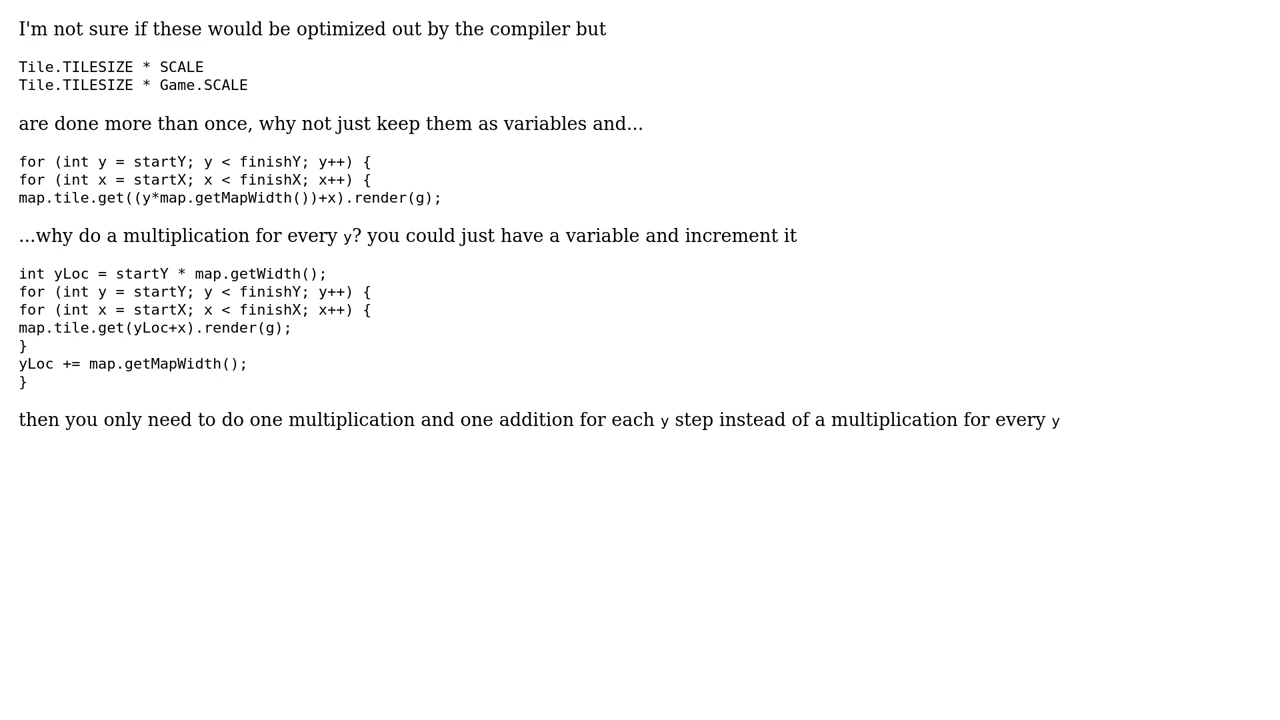 I'm not sure if these would be optimized out by the compiler but
Tile.TILESIZE * SCALE
Tile.TILESIZE * Game.SCALE
are done more than once, why not just keep them as variables and...
for (int y = startY; y < finishY; y++) {
for (int x = startX; x < finishX; x++) {
map.tile.get((y*map.getMapWidth())+x).render(g);
...why do a multiplication for every y? you could just have a variable and increment it
int yLoc = startY * map.getWidth();
for (int y = startY; y < finishY; y++) {
for (int x = startX; x < finishX; x++) {
map.tile.get(yLoc+x).render(g);
}
yLoc += map.getMapWidth();
}
then you only need to do one multiplication and one addition for each y step instead of a multiplication for every y